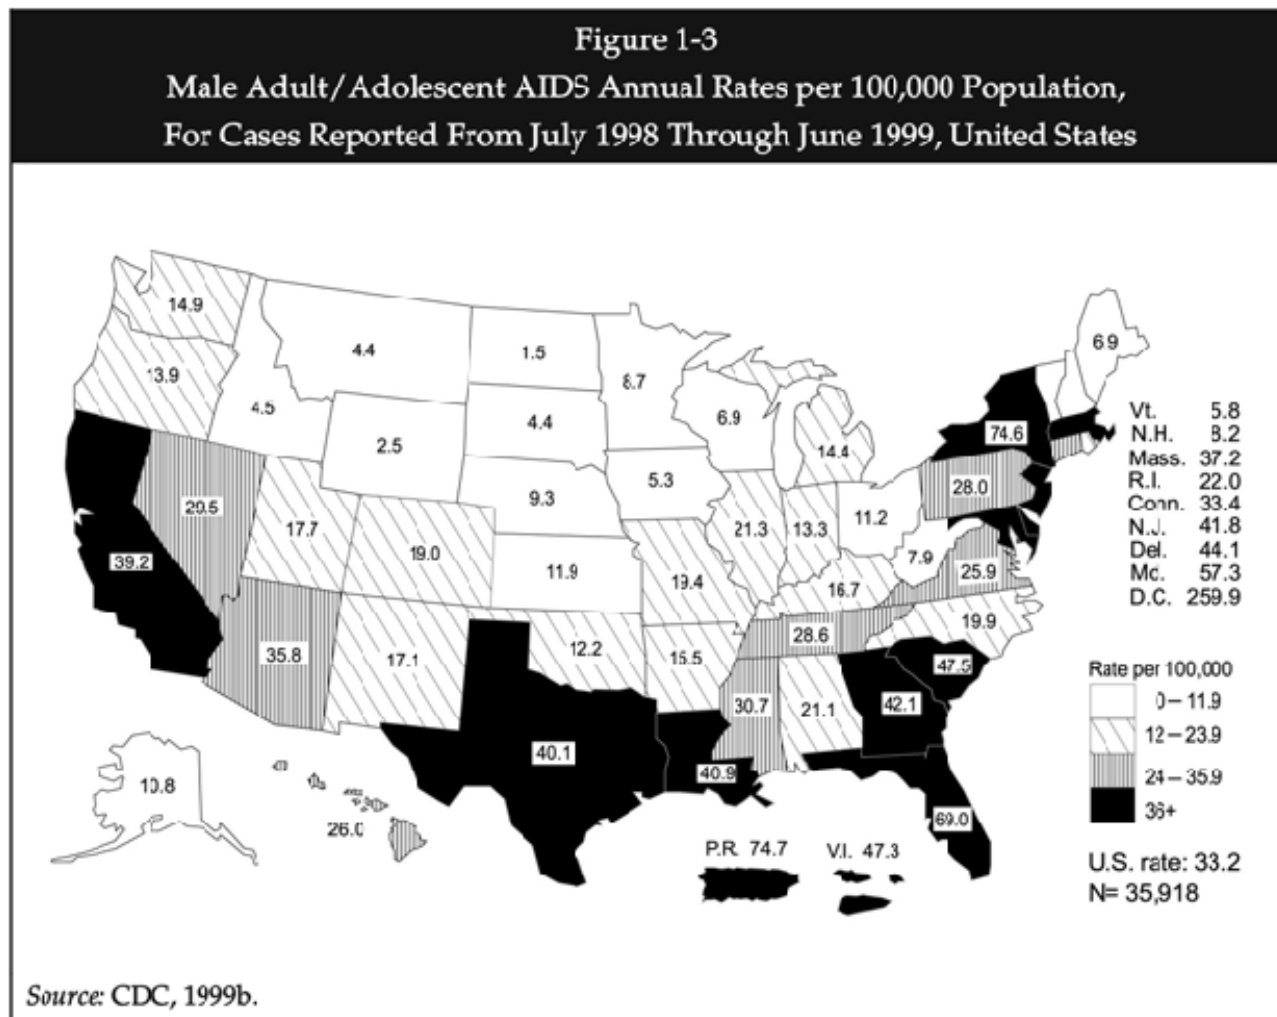 Figure 1-3
Male Adult/Adolescent AIDS Annual Rates per 100,000 Population,
For Cases Reported From July 1998 Through June 1999, United States
14.9
13.9
4.4
1.5
8.7
6.9
4.5
2.5
4.4
6.9
14.4
74.6
Vt. 5.8
N.H. 8.2
Mass. 37.2
R.I. 22.0
Conn. 33.4
N.J. 41.8
Del. 44.1
Md. 57.3
D.C. 259.9
29.5
17.7
19.0
9.3
5.3
21.3
13.3
11.2
28.0
39.2
11.9
19.4
16.7
7.9
25.9
35.8
17.1
12.2
15.5
28.6
19.9
30.7
21.1
42.1
47.5
40.1
40.9
69.0
10.8
26.0
P.R. 74.7
V.I. 47.3
Rate per 100,000
0 – 11.9
12 – 23.9
24 – 35.9
36+
U.S. rate: 33.2
N= 35,918
Source: CDC, 1999b.